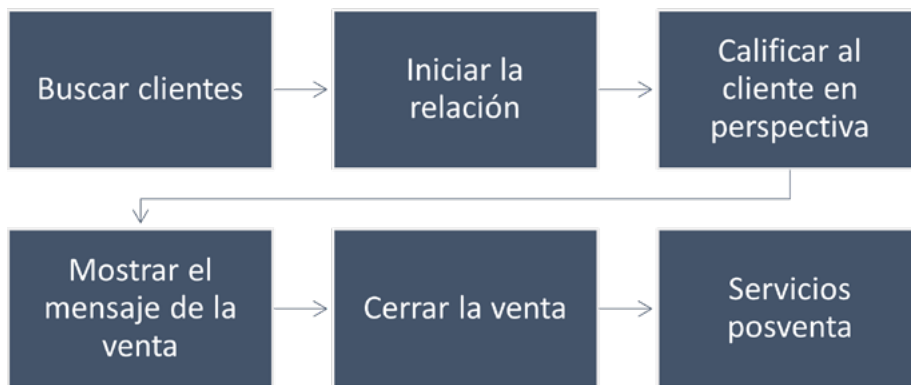 Buscar clientes
Iniciar la
relación
Calificar al
cliente en
perspectiva
Mostrar el
mensaje de la
venta
Cerrar la venta
Servicios
posventa